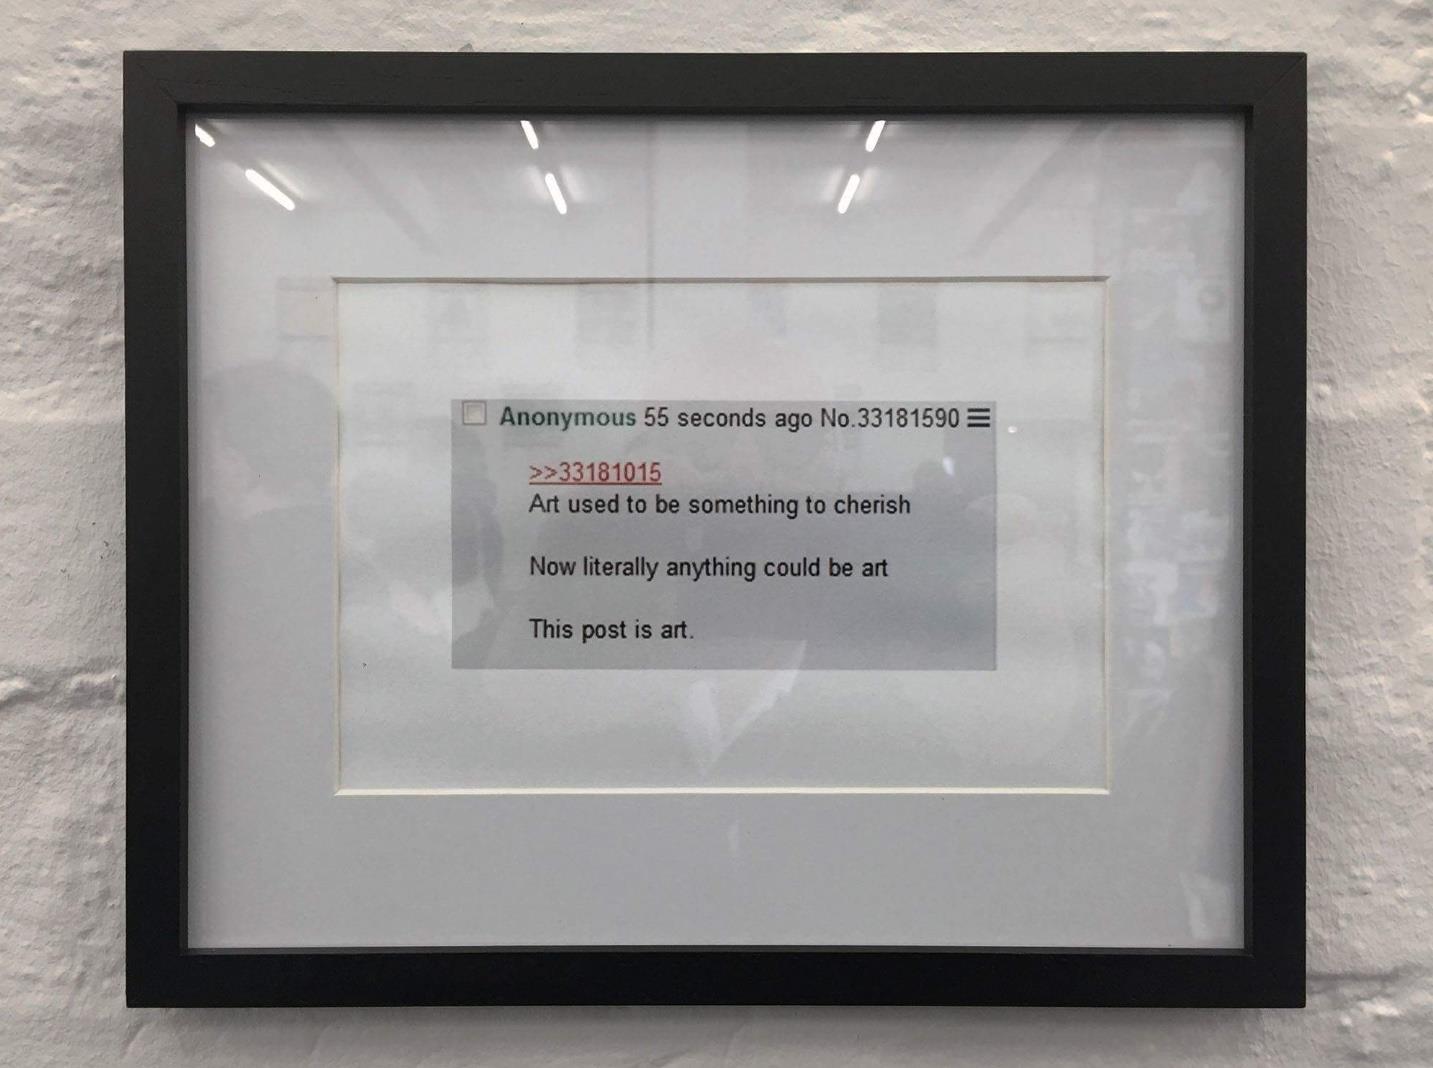 Anonymous 55 seconds ago No.33181590
>>33181015
Art used to be something to cherish
Now literally anything could be art
This post is art.